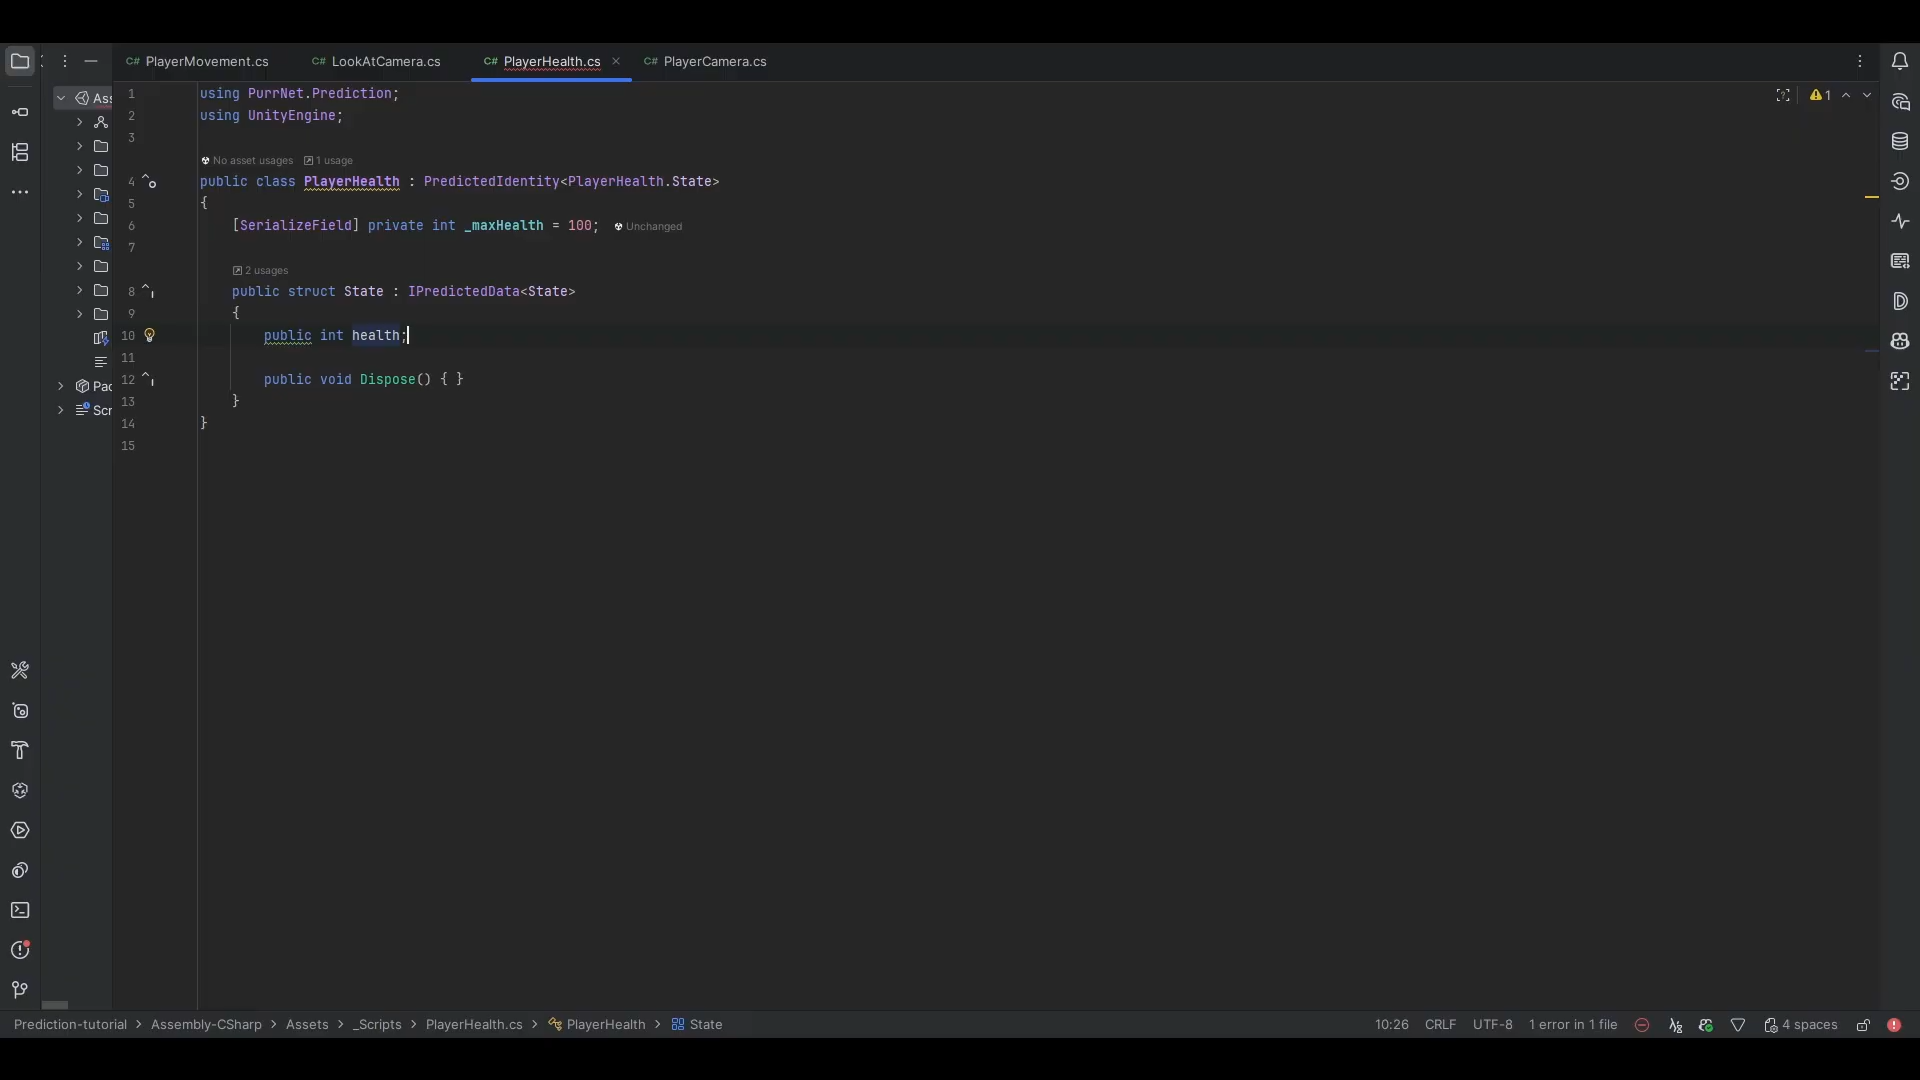 PlayerMovement.cs LookAtCamera.cs PlayerHealth.cs PlayerCamera.cs
1 using PurrNet.Prediction;
2 using UnityEngine;
3
No asset usages 1 usage
4 public class PlayerHealth : PredictedIdentity<PlayerHealth.State>
5 {
6 [SerializeField] private int _maxHealth = 100; Unchanged
7
2 usages
8 public struct State : IPredictedData<State>
9 {
10 public int health;
11
12 public void Dispose() { }
13 }
14 }
15
1
Ass
Pac
Scr
Prediction-tutorial > Assembly-CSharp > Assets > _Scripts > PlayerHealth.cs > PlayerHealth > State
10:26 CRLF UTF-8 1 error in 1 file 4 spaces